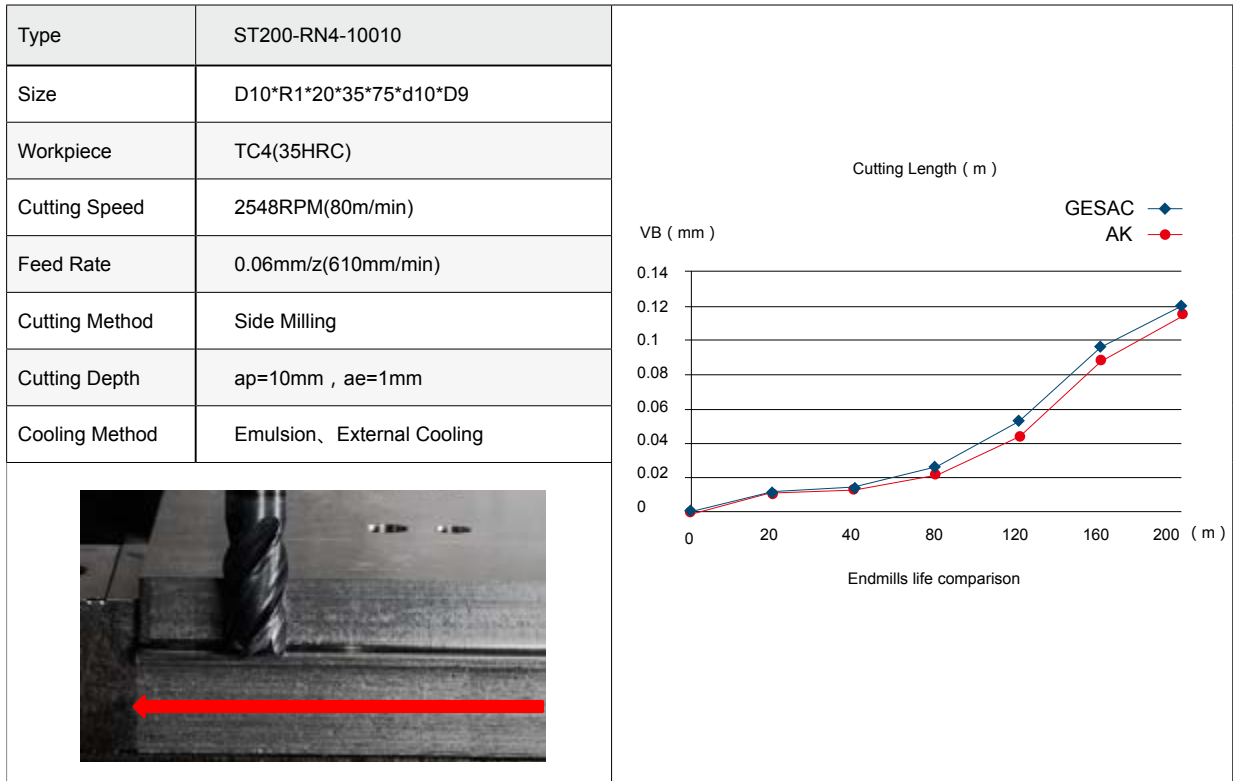 Type ST200-RN4-10010
Size D10*R1*20*35*75*d10*D9
Workpiece TC4(35HRC)
Cutting Speed 2548RPM(80m/min)
Feed Rate 0.06mm/z(610mm/min)
Cutting Method Side Milling
Cutting Depth ap=10mm , ae=1mm
Cooling Method Emulsion、External Cooling
Cutting Length ( m )
GESAC
AK
VB ( mm )
0.14
0.12
0.1
0.08
0.06
0.04
0.02
0
0 20 40 80 120 160 200 ( m )
Endmills life comparison